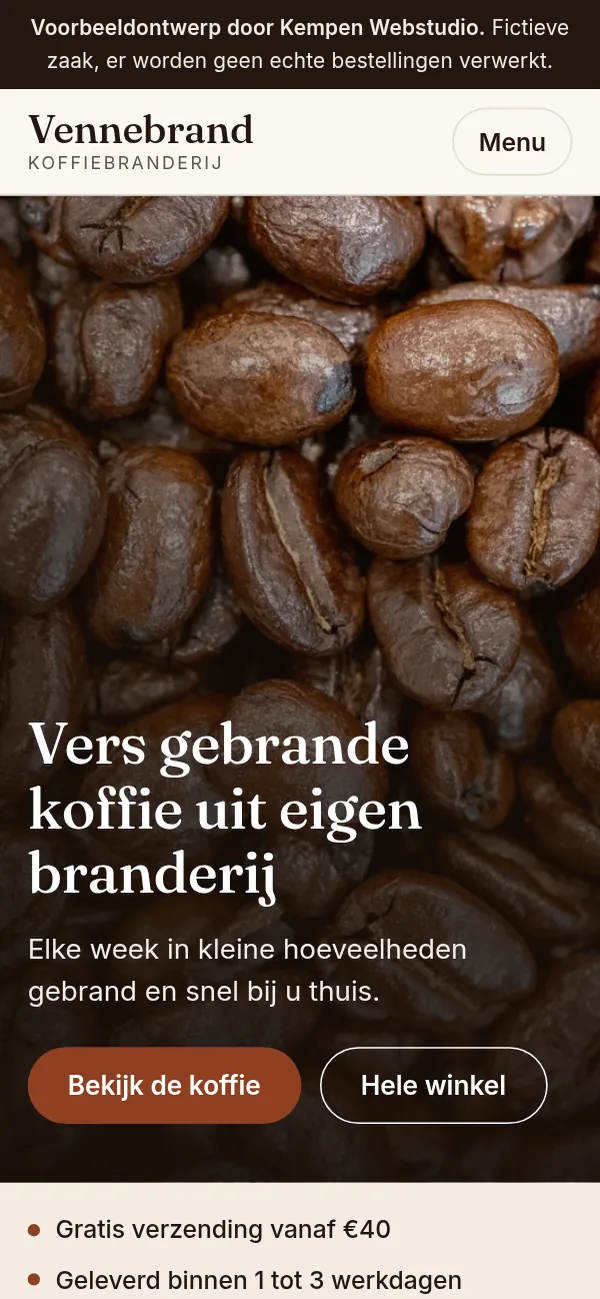 Voorbeeldontwerp door Kempen Webstudio. Fictieve
zaak, er worden geen echte bestellingen verwerkt.
Vennebrand
KOFFIEBRANDERIJ
Menu
Vers gebrande
koffie uit eigen
branderij
Elke week in kleine hoeveelheden
gebrand en snel bij u thuis.
Bekijk de koffie
Hele winkel
Gratis verzending vanaf €40
Geleverd binnen 1 tot 3 werkdagen